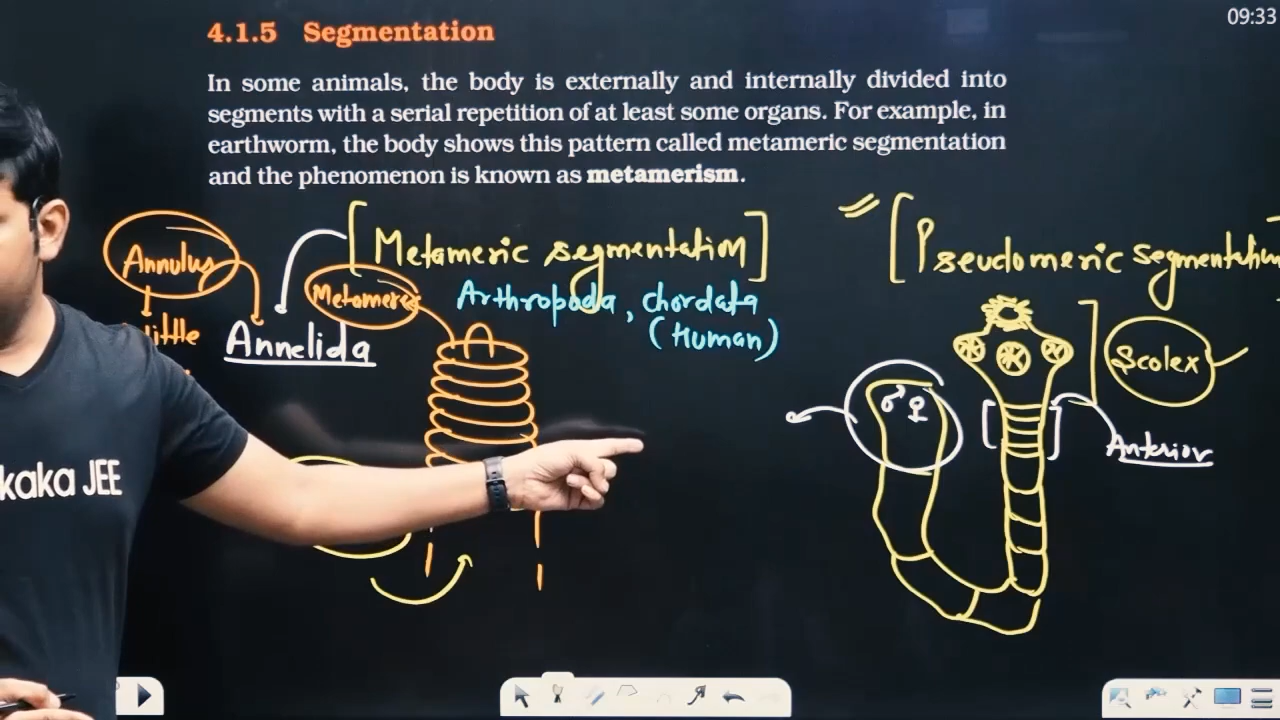 09:33
4.1.5 Segmentation
In some animals, the body is externally and internally divided into
segments with a serial repetition of at least some organs. For example, in
earthworm, the body shows this pattern called metameric segmentation
and the phenomenon is known as metamerism.
Annulus
[Metameric segmentation]
[Pseudomeric segmentation
Metameres
Arthropoda, chordata
(Human)
little
Annelida
Scolex
♂ ♀
Anterior
kaka JEE